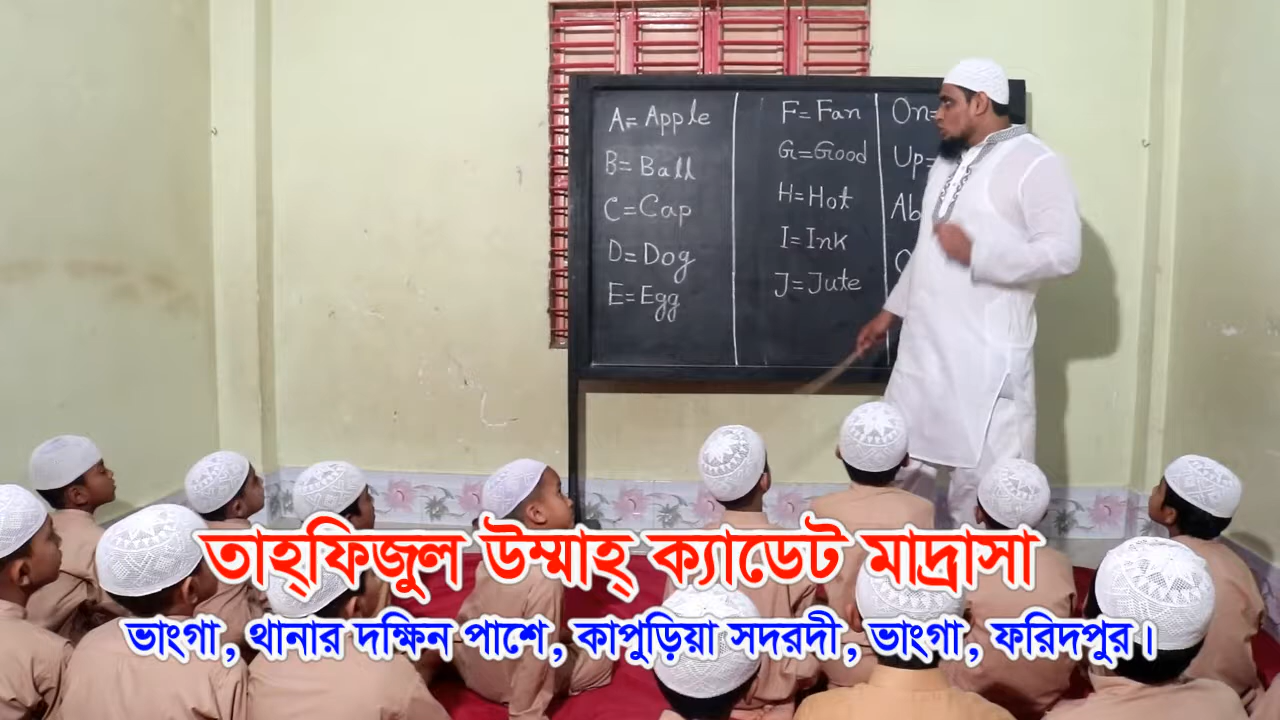 A= Apple
B= Ball
C=Cap
D=Dog
E=Egg
F=Fan
G=Good
H=Hot
I=Ink
J=Jute
On=
Up=
Ab
তাহ্ফিজুল উম্মাহ্ ক্যাডেট মাদ্রাসা
ভাংগা, থানার দক্ষিন পাশে, কাপুড়িয়া সদরদী, ভাংগা, ফরিদপুর।